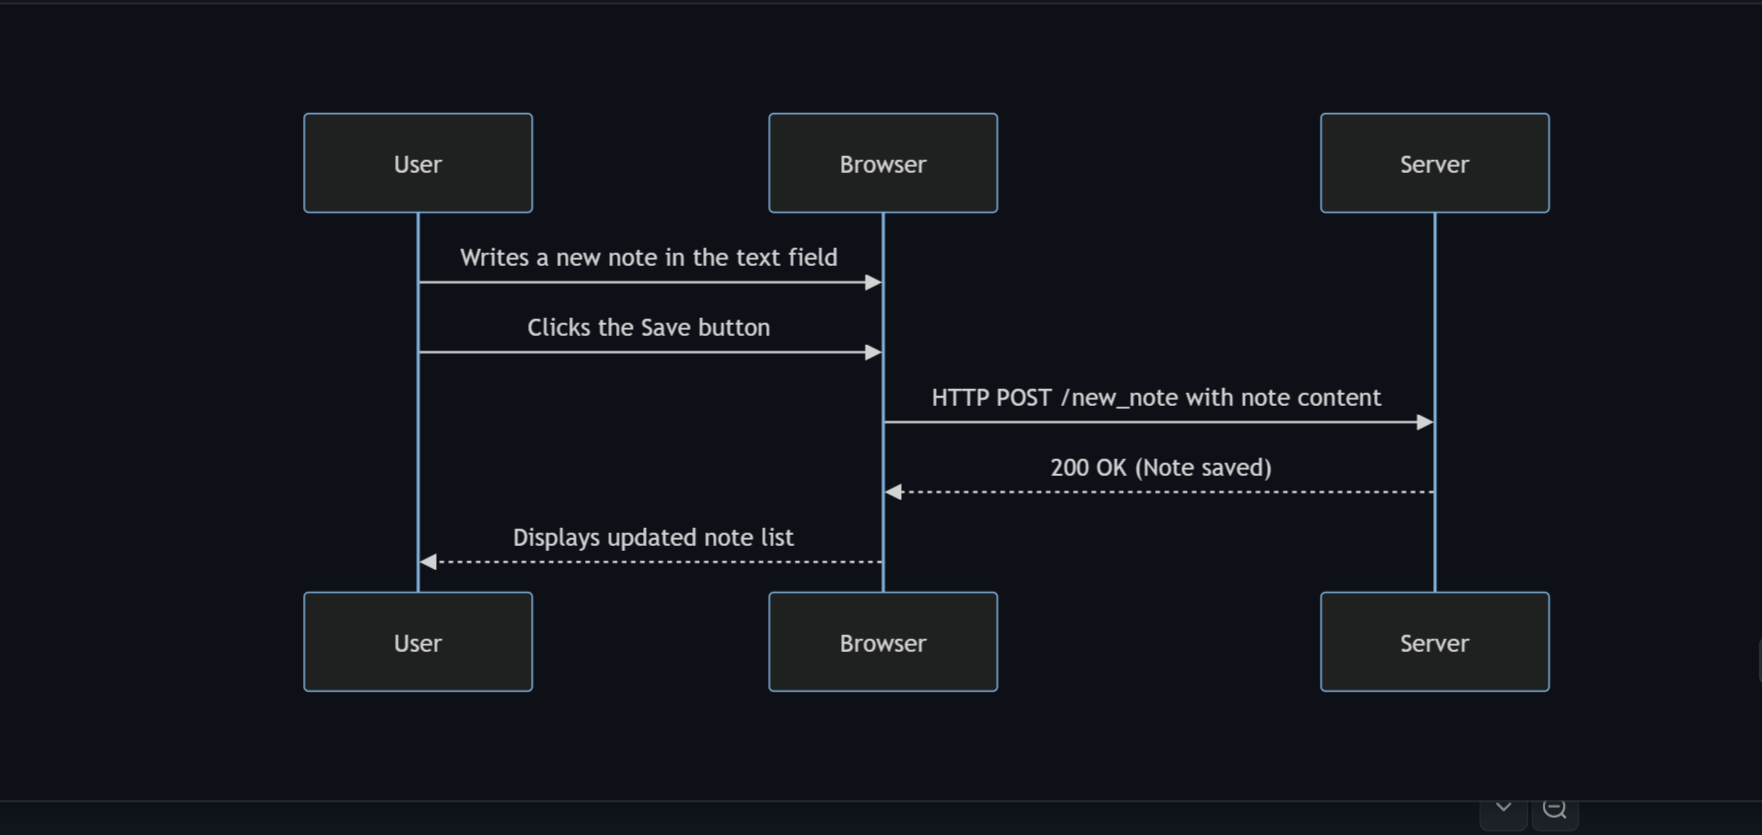 User
Browser
Server
Writes a new note in the text field
Clicks the Save button
HTTP POST /new_note with note content
200 OK (Note saved)
Displays updated note list
User
Browser
Server